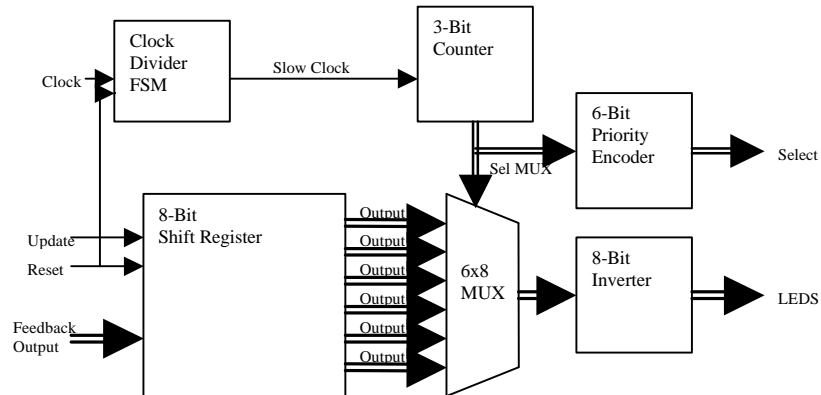 Clock
Divider
FSM
3-Bit
Counter
Clock
Slow Clock
6-Bit
Priority
Encoder
Select
Sel MUX
8-Bit
Shift Register
Update
Reset
Feedback
Output
Output
Output
Output
Output
Output
Output
6x8
MUX
8-Bit
Inverter
LEDS